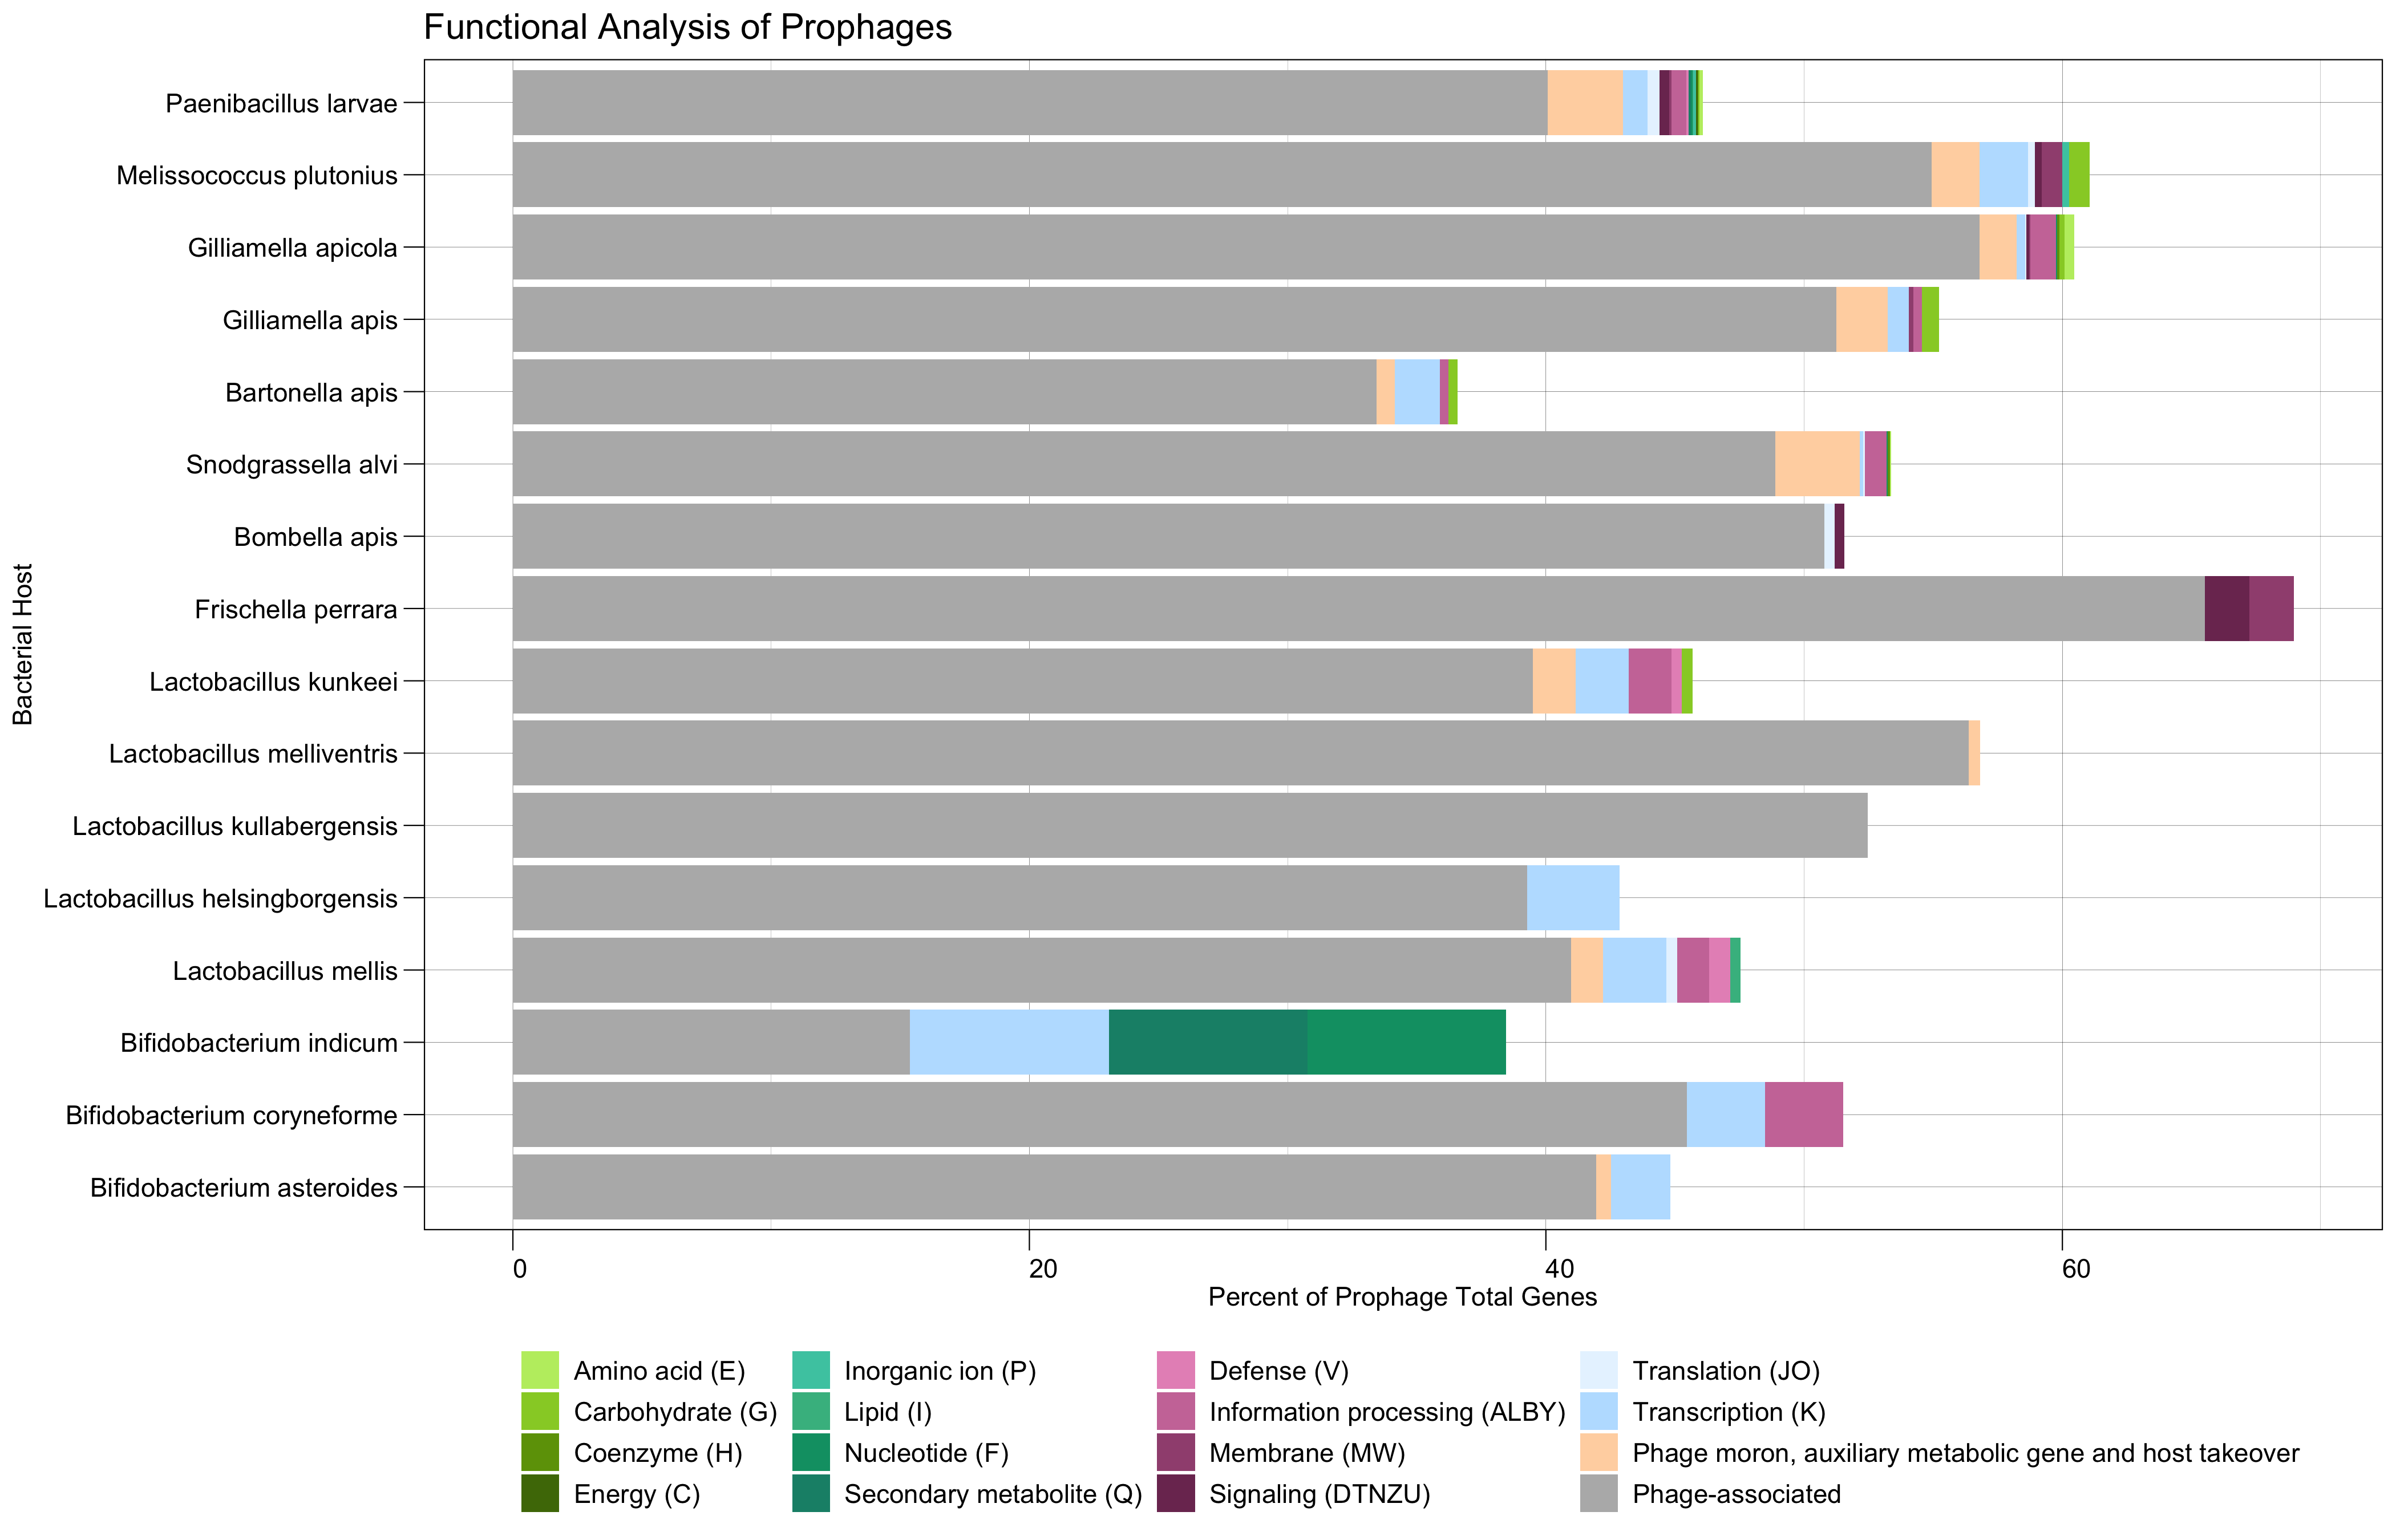 Functional Analysis of Prophages
Bacterial Host
Paenibacillus larvae
Melissococcus plutonius
Gilliamella apicola
Gilliamella apis
Bartonella apis
Snodgrassella alvi
Bombella apis
Frischella perrara
Lactobacillus kunkeei
Lactobacillus melliventris
Lactobacillus kullabergensis
Lactobacillus helsingborgensis
Lactobacillus mellis
Bifidobacterium indicum
Bifidobacterium coryneforme
Bifidobacterium asteroides
0 20 40 60
Percent of Prophage Total Genes
Amino acid (E) Inorganic ion (P) Defense (V) Translation (JO)
Carbohydrate (G) Lipid (I) Information processing (ALBY) Transcription (K)
Coenzyme (H) Nucleotide (F) Membrane (MW) Phage moron, auxiliary metabolic gene and host takeover
Energy (C) Secondary metabolite (Q) Signaling (DTNZU) Phage-associated